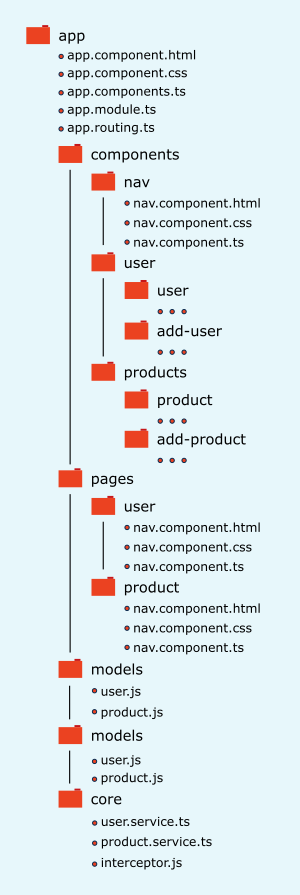 app
app.component.html
app.component.css
app.components.ts
app.module.ts
app.routing.ts
components
nav
nav.component.html
nav.component.css
nav.component.ts
user
user
add-user
products
product
add-product
pages
user
nav.component.html
nav.component.css
nav.component.ts
product
nav.component.html
nav.component.css
nav.component.ts
models
user.js
product.js
models
user.js
product.js
core
user.service.ts
product.service.ts
interceptor.js